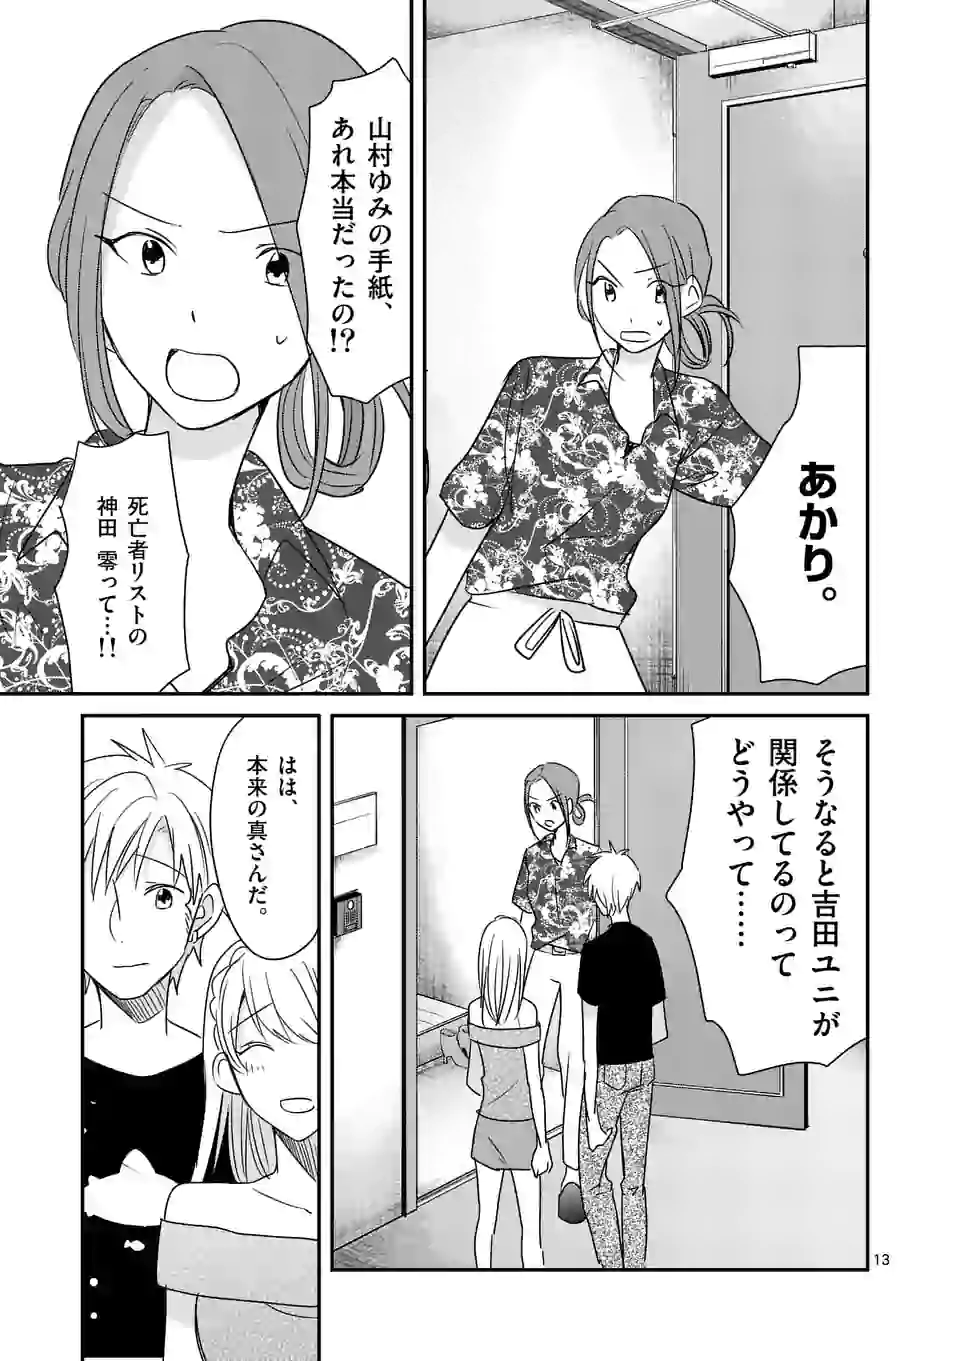 あかり。
山村ゆみの手紙、
あれ本当だったの!?
死亡者リストの
神田 零って…!!
そうなると吉田ユニが
関係してるのって
どうやって……
はは、
本来の真さんだ。
13